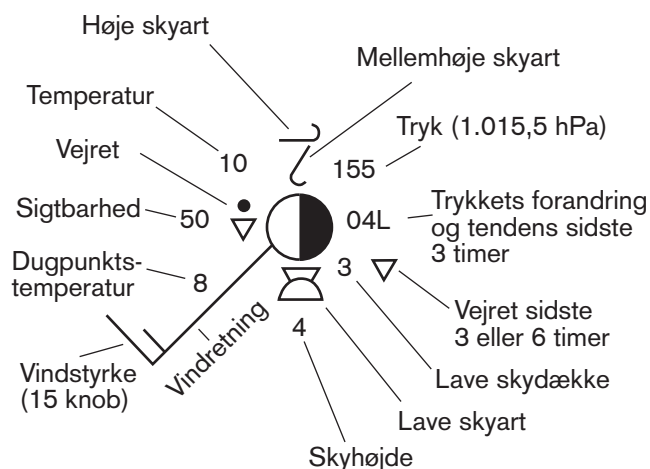 Høje skyart
Mellemhøje skyart
Temperatur
10
155
Tryk (1.015,5 hPa)
Vejret
Sigtbarhed
50
04L
Trykkets forandring
og tendens sidste
3 timer
Dugpunkts-
temperatur
8
3
Vejret sidste
3 eller 6 timer
4
Vindretning
Vindstyrke
(15 knob)
Lave skydække
Lave skyart
Skyhøjde